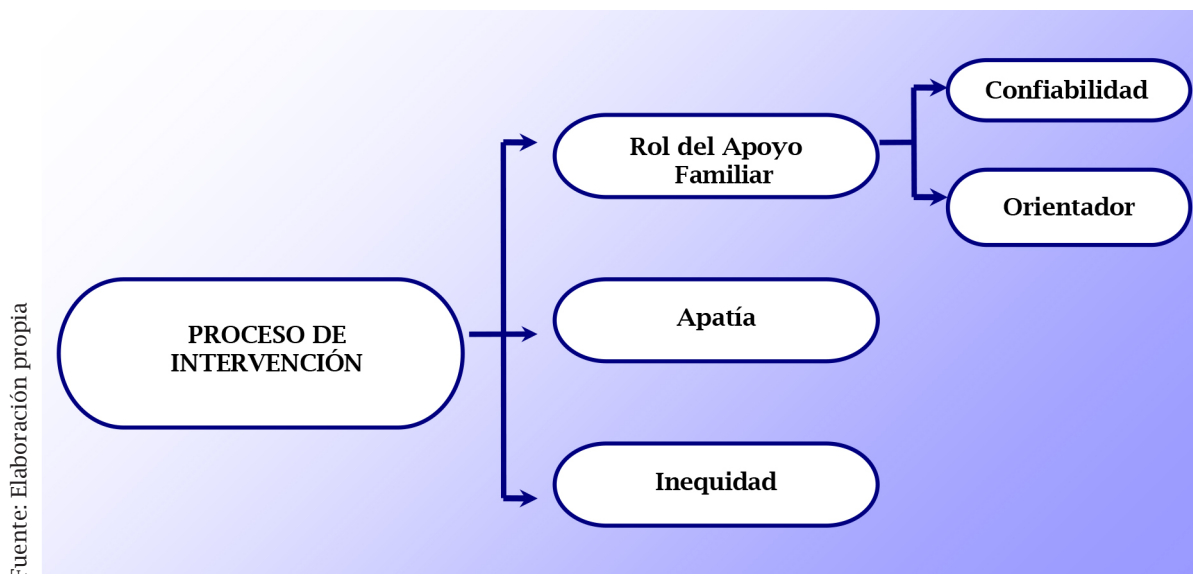 Confiabilidad
Rol del Apoyo
Familiar
Orientador
PROCESO DE
INTERVENCIÓN
Apatía
Inequidad
Fuente: Elaboración propia